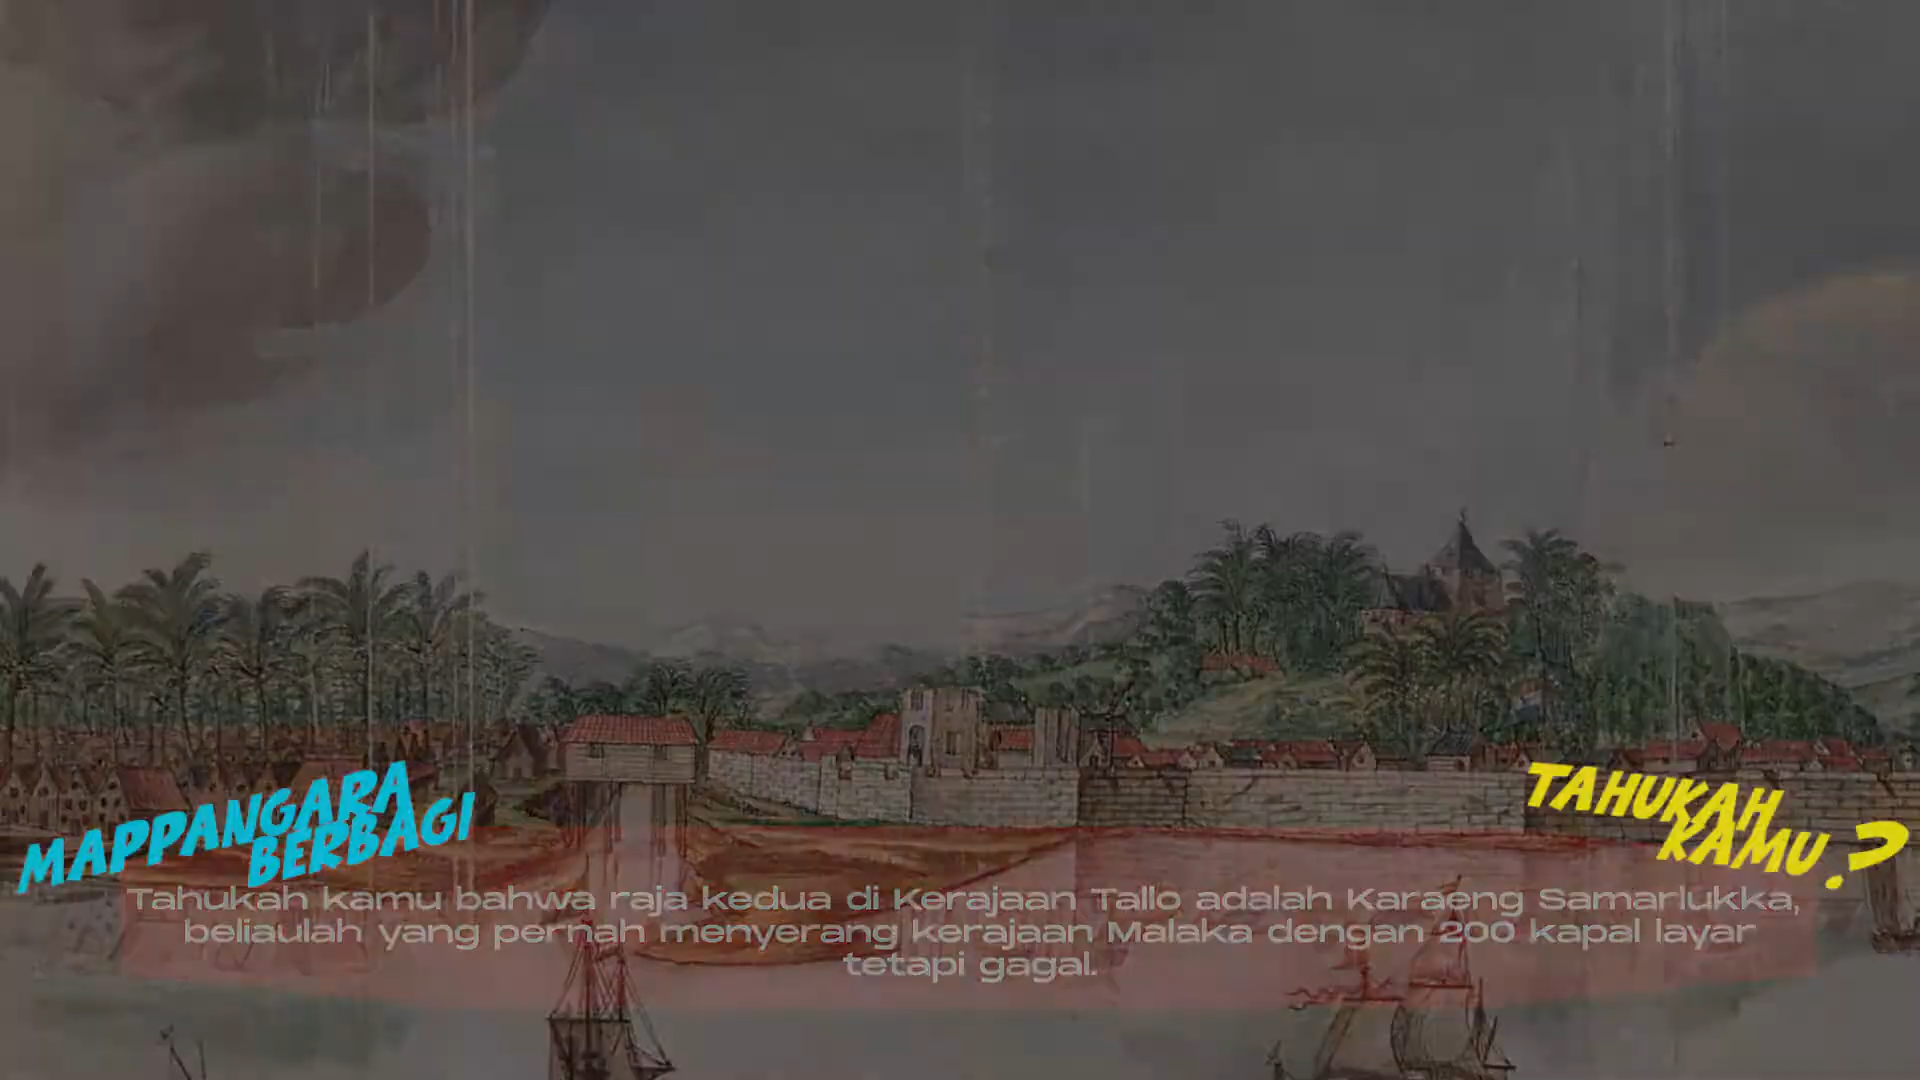 MAPPANGARA
BERBAGI
TAHUKAH
KAMU?
Tahukah kamu bahwa raja kedua di Kerajaan Tallo adalah Karaeng Samarlukka,
beliaulah yang pernah menyerang kerajaan Malaka dengan 200 kapal layar
tetapi gagal.